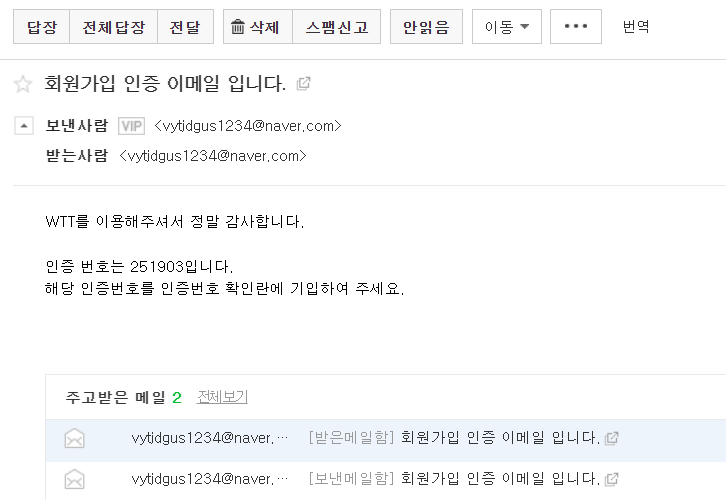 답장 전체답장 전달 삭제 스팸신고 안읽음 이동 ••• 번역
회원가입 인증 이메일 입니다.
보낸사람 VIP <vytidgus1234@naver.com>
받는사람 <vytidgus1234@naver.com>
WTT를 이용해주셔서 정말 감사합니다.
인증 번호는 251903입니다.
해당 인증번호를 인증번호 확인란에 기입하여 주세요.
주고받은 메일 2 전체보기
vytidgus1234@naver.… [받은메일함] 회원가입 인증 이메일 입니다.
vytidgus1234@naver.… [보낸메일함] 회원가입 인증 이메일 입니다.